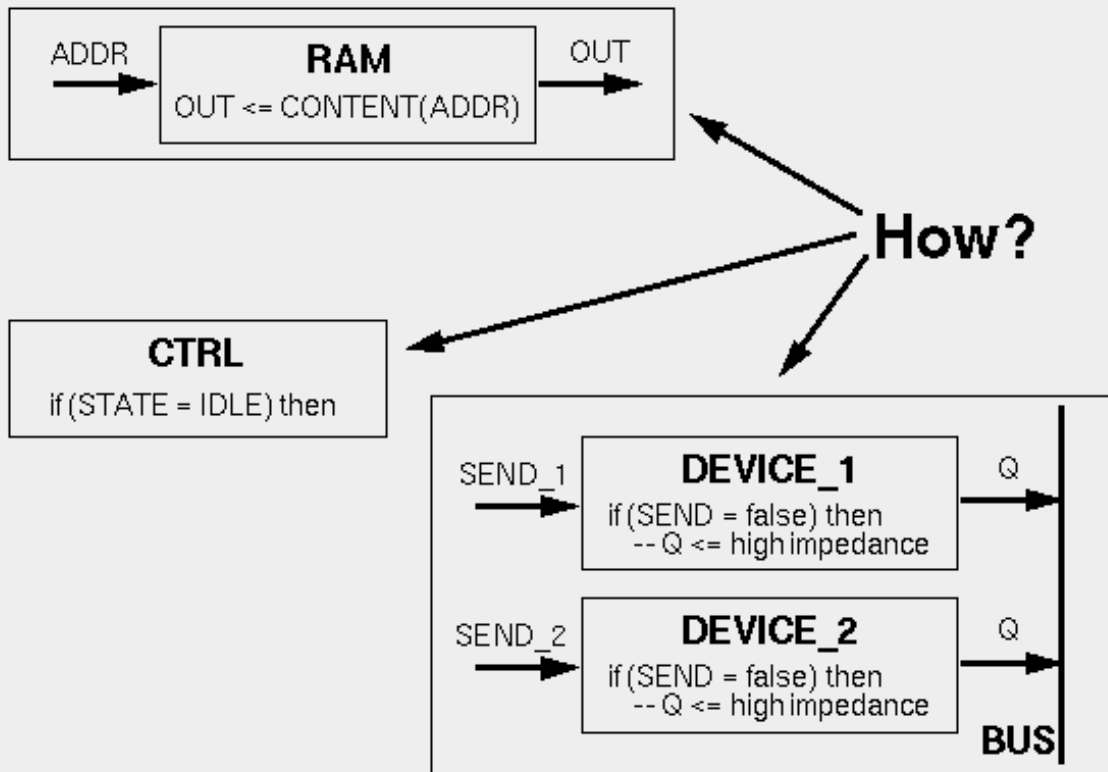 ADDR
RAM
OUT
OUT <= CONTENT(ADDR)
How?
CTRL
if (STATE = IDLE) then
SEND_1
DEVICE_1
Q
if (SEND = false) then
-- Q <= high impedance
SEND_2
DEVICE_2
Q
if (SEND = false) then
-- Q <= high impedance
BUS